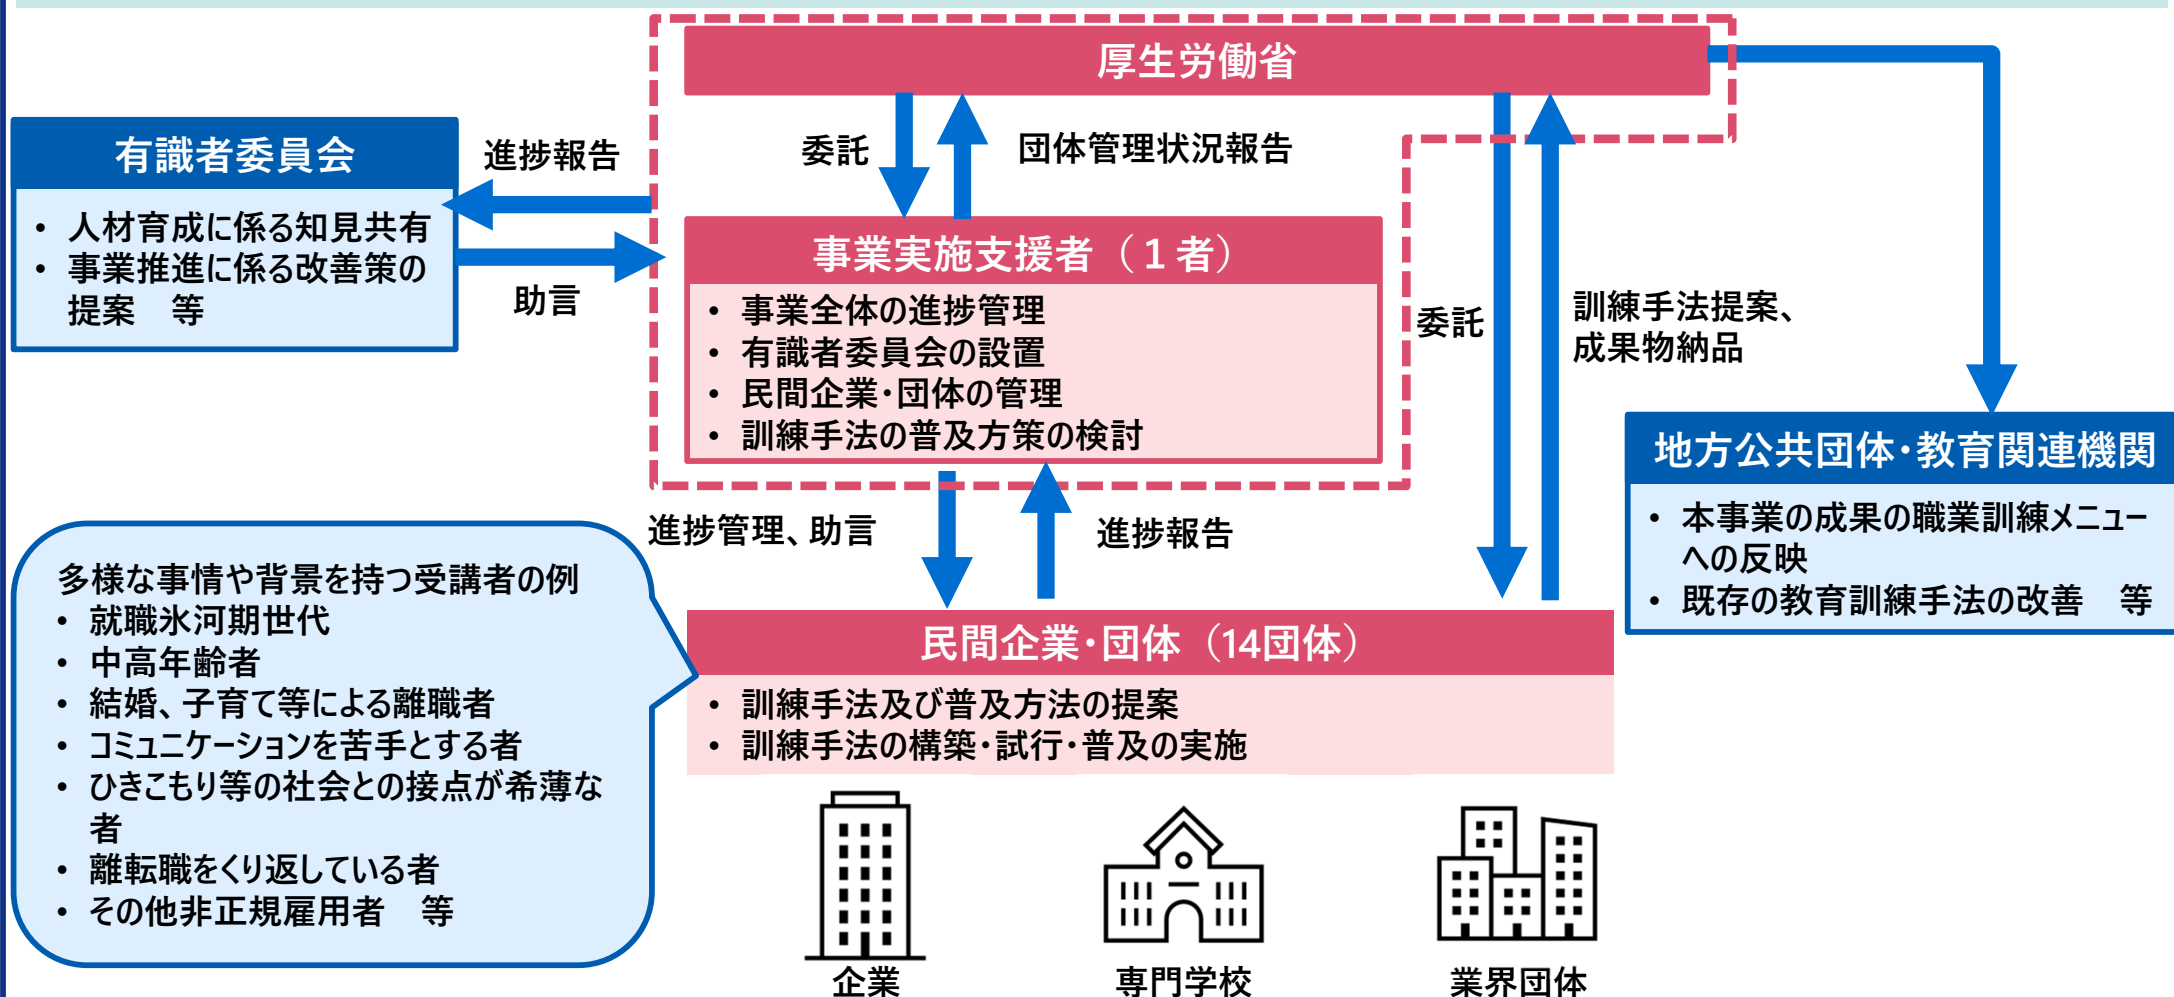 厚生労働省
有識者委員会
・人材育成に係る知見共有
・事業推進に係る改善策の
提案　等
進捗報告
助言
委託
団体管理状況報告
事業実施支援者（１者）
・事業全体の進捗管理
・有識者委員会の設置
・民間企業・団体の管理
・訓練手法の普及方策の検討
委託
訓練手法提案、
成果物納品
地方公共団体・教育関連機関
・本事業の成果の職業訓練メニュー
への反映
・既存の教育訓練手法の改善　等
進捗管理、助言
進捗報告
多様な事情や背景を持つ受講者の例
・就職氷河期世代
・中高年齢者
・結婚、子育て等による離職者
・コミュニケーションを苦手とする者
・ひきこもり等の社会との接点が希薄な
者
・離転職をくり返している者
・その他非正規雇用者　等
民間企業・団体（14団体）
・訓練手法及び普及方法の提案
・訓練手法の構築・試行・普及の実施
企業
専門学校
業界団体